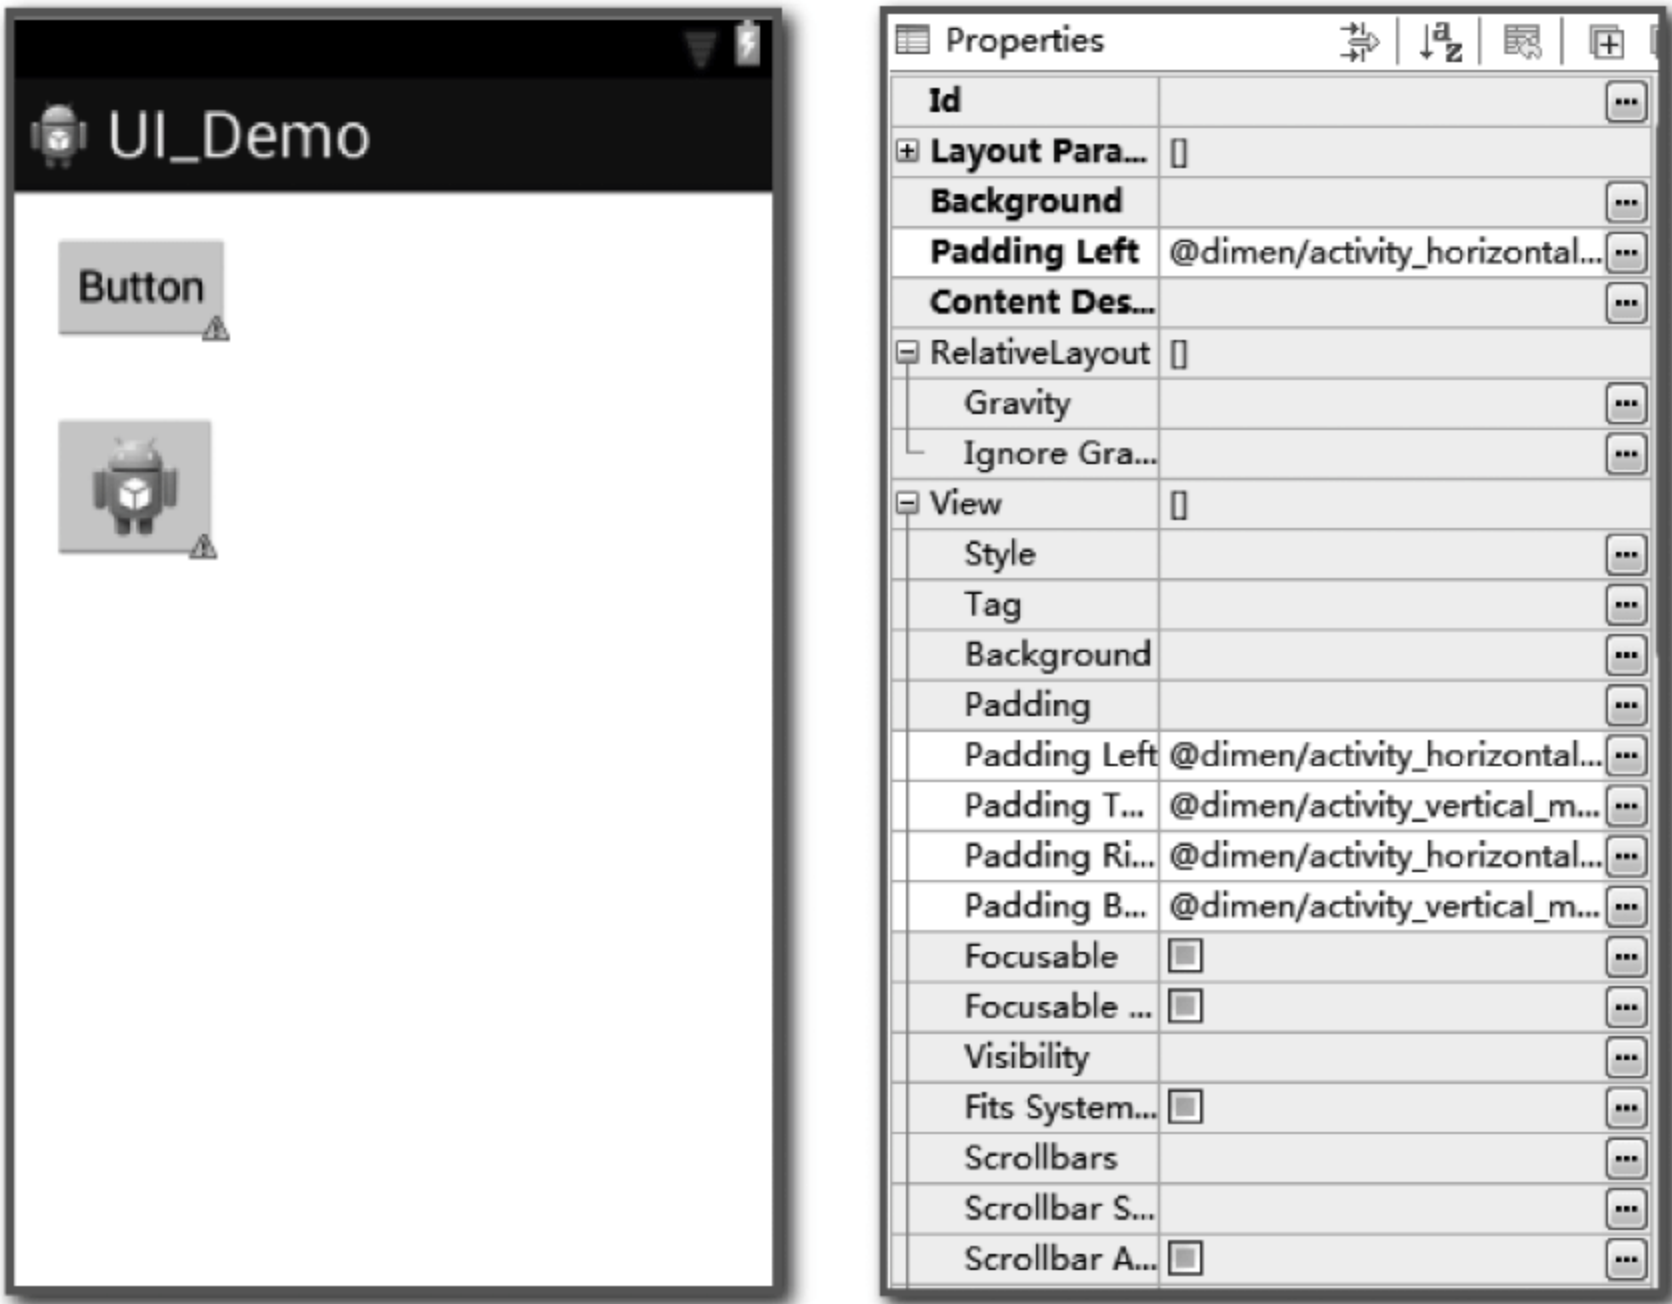 UI_Demo
Button
Properties
Id
Layout Para... []
Background
Padding Left @dimen/activity_horizontal...
Content Des...
RelativeLayout []
Gravity
Ignore Gra...
View []
Style
Tag
Background
Padding
Padding Left @dimen/activity_horizontal...
Padding T... @dimen/activity_vertical_m...
Padding Ri... @dimen/activity_horizontal...
Padding B... @dimen/activity_vertical_m...
Focusable
Focusable ...
Visibility
Fits System...
Scrollbars
Scrollbar S...
Scrollbar A...